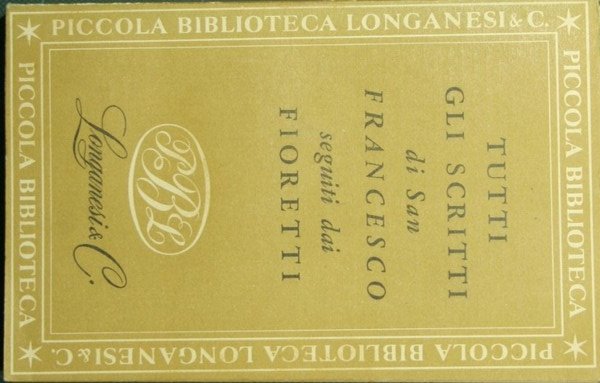 PICCOLA BIBLIOTECA
PICCOLA BIBLIOTECA LONGANESI & C.
PICCOLA BIBLIOTECA LONGANESI & C.
TUTTI
GLI SCRITTI
di San
FRANCESCO
seguiti dai
FIORETTI
PBL
Longanesi & C.
PICCOLA BIBLIOTECA